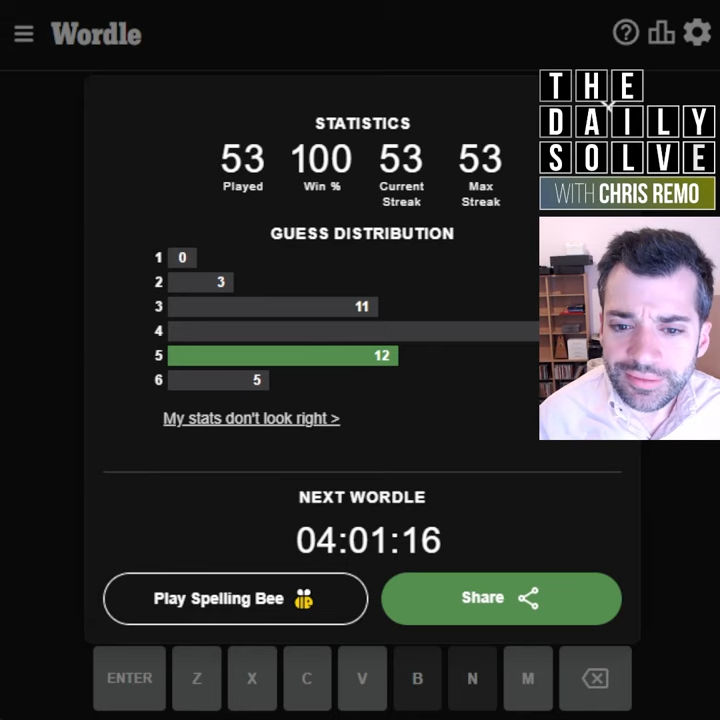 Wordle
THE
DAILY
SOLVE
WITH CHRIS REMO
STATISTICS
53 100 53 53
Played Win % Current Streak Max Streak
GUESS DISTRIBUTION
1 0
2 3
3 11
4
5 12
6 5
My stats don't look right >
NEXT WORDLE
04:01:16
Play Spelling Bee
Share
ENTER Z X C V B N M